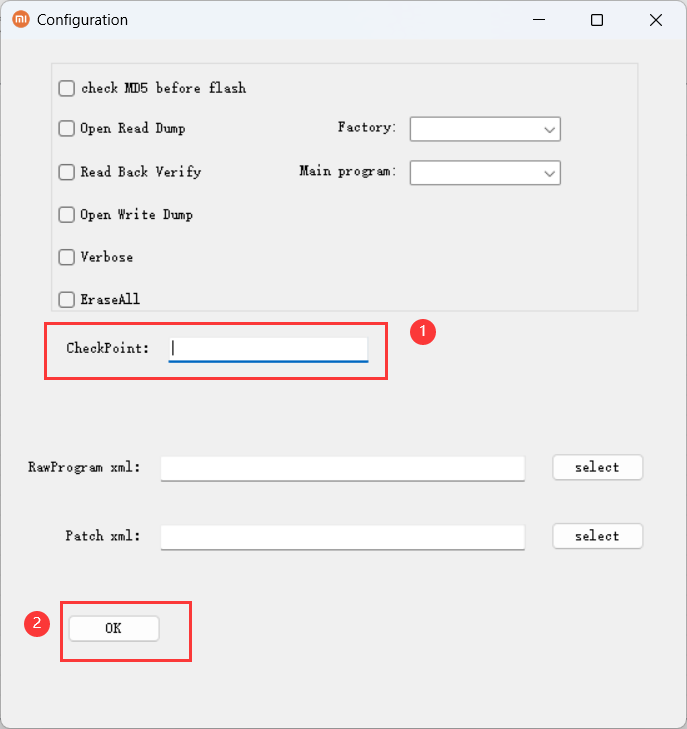 mi Configuration
check MD5 before flash
Open Read Dump Factory:
Read Back Verify Main program:
Open Write Dump
Verbose
EraseAll
CheckPoint: 1
RawProgram xml: select
Patch xml: select
2 OK